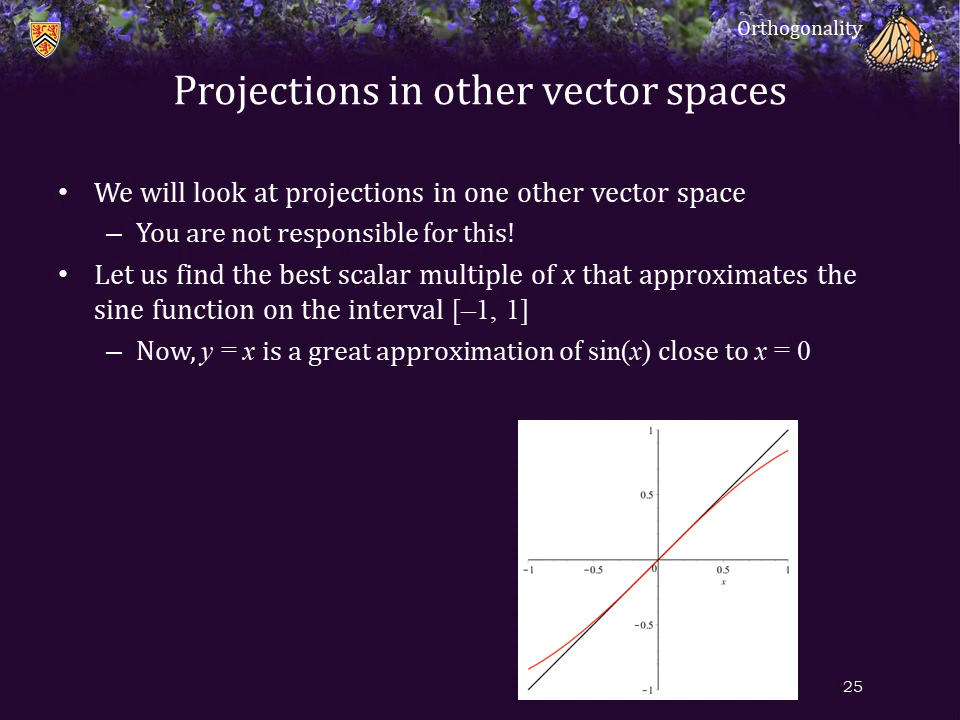 Orthogonality
Projections in other vector spaces
• We will look at projections in one other vector space
– You are not responsible for this!
• Let us find the best scalar multiple of x that approximates the
sine function on the interval [–1, 1]
– Now, y = x is a great approximation of sin(x) close to x = 0
1
0.5
−1 −0.5 0 0.5 1
x
−0.5
−1
25